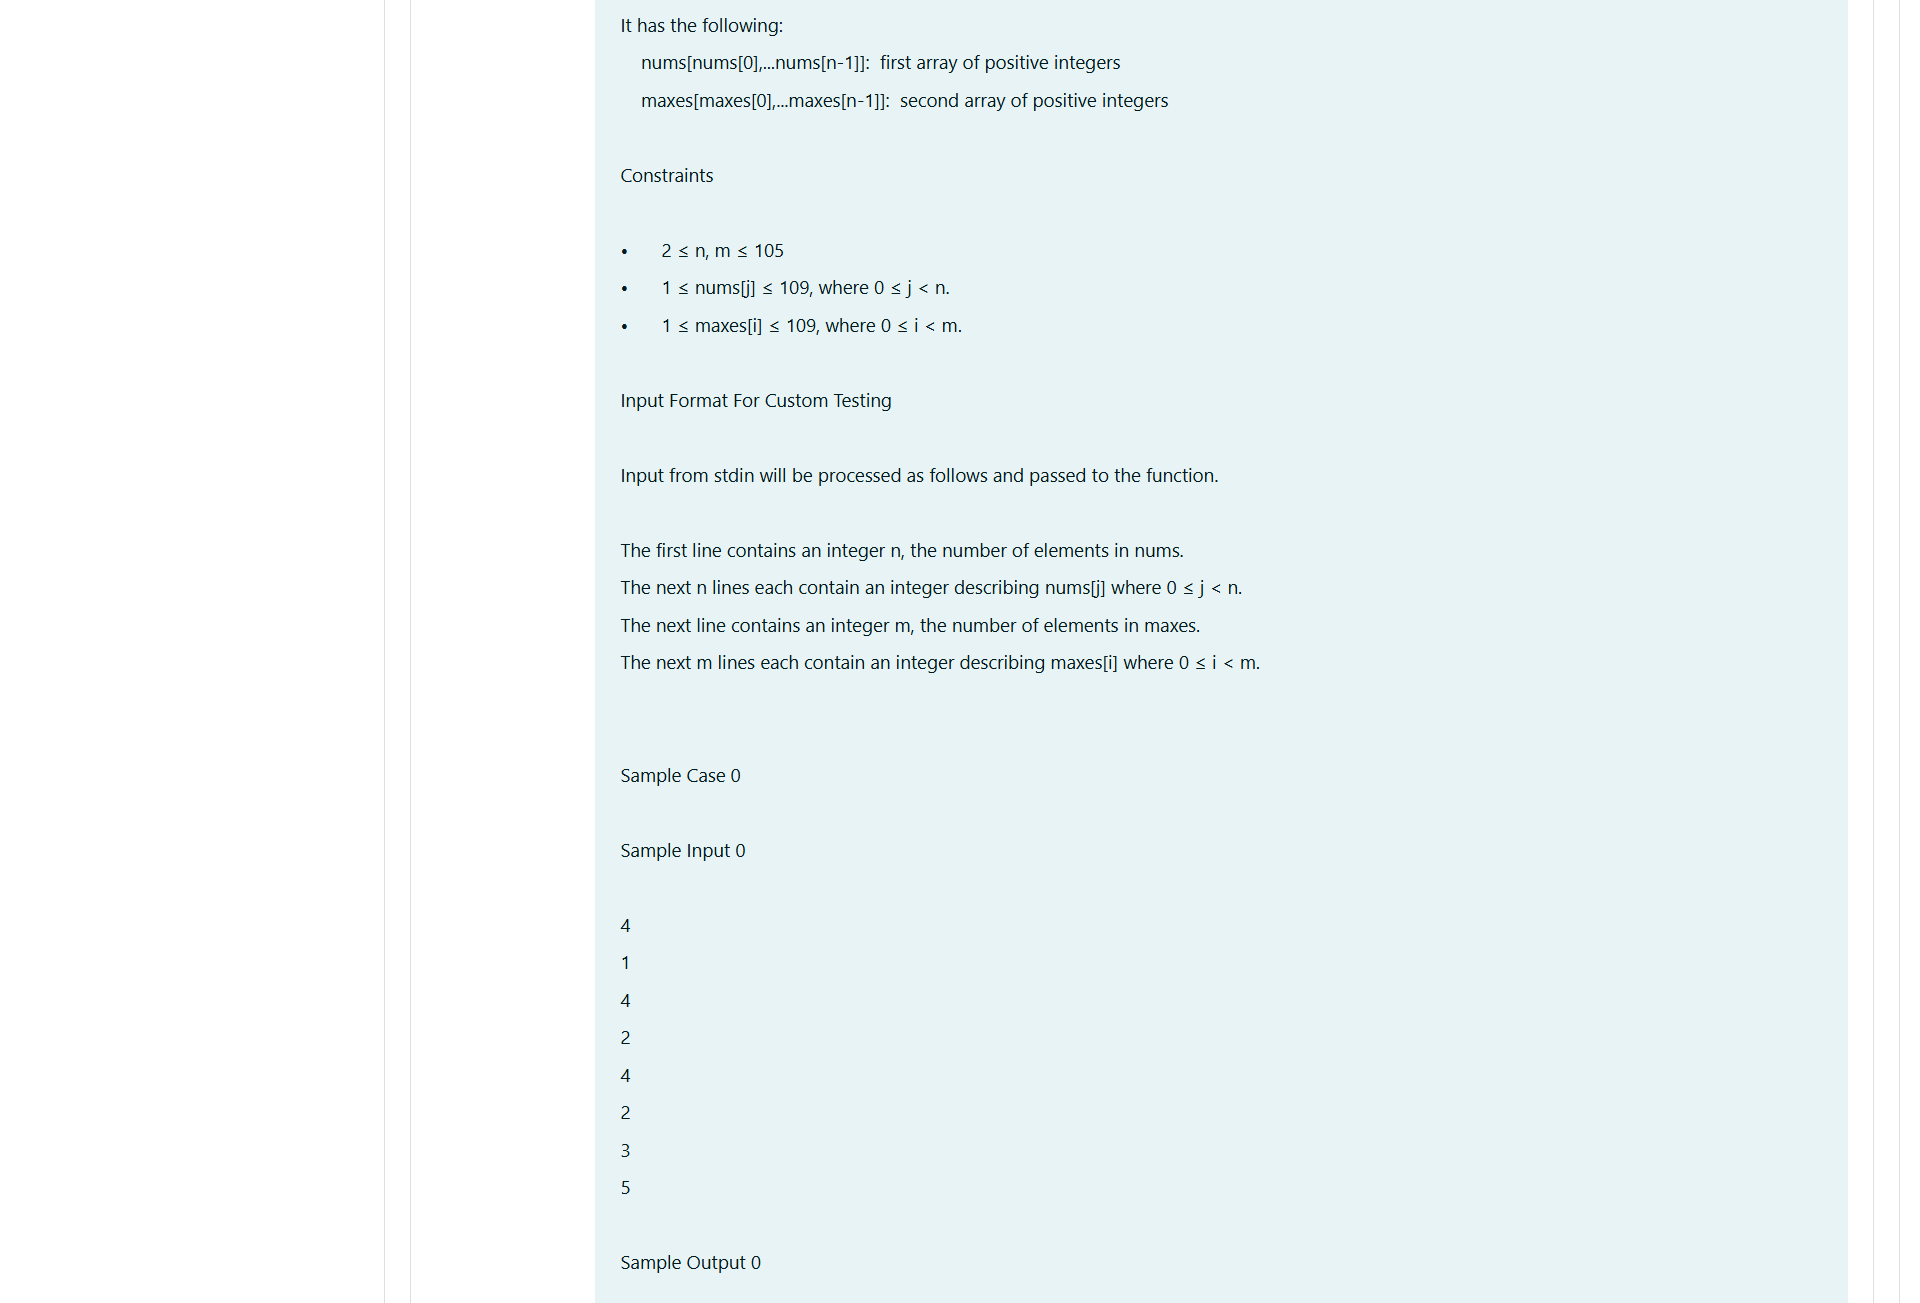 It has the following:
nums[nums[0],...nums[n-1]]: first array of positive integers
maxes[maxes[0],...maxes[n-1]]: second array of positive integers
Constraints
• 2 ≤ n, m ≤ 105
• 1 ≤ nums[j] ≤ 109, where 0 ≤ j < n.
• 1 ≤ maxes[i] ≤ 109, where 0 ≤ i < m.
Input Format For Custom Testing
Input from stdin will be processed as follows and passed to the function.
The first line contains an integer n, the number of elements in nums.
The next n lines each contain an integer describing nums[j] where 0 ≤ j < n.
The next line contains an integer m, the number of elements in maxes.
The next m lines each contain an integer describing maxes[i] where 0 ≤ i < m.
Sample Case 0
Sample Input 0
4
1
4
2
4
2
3
5
Sample Output 0